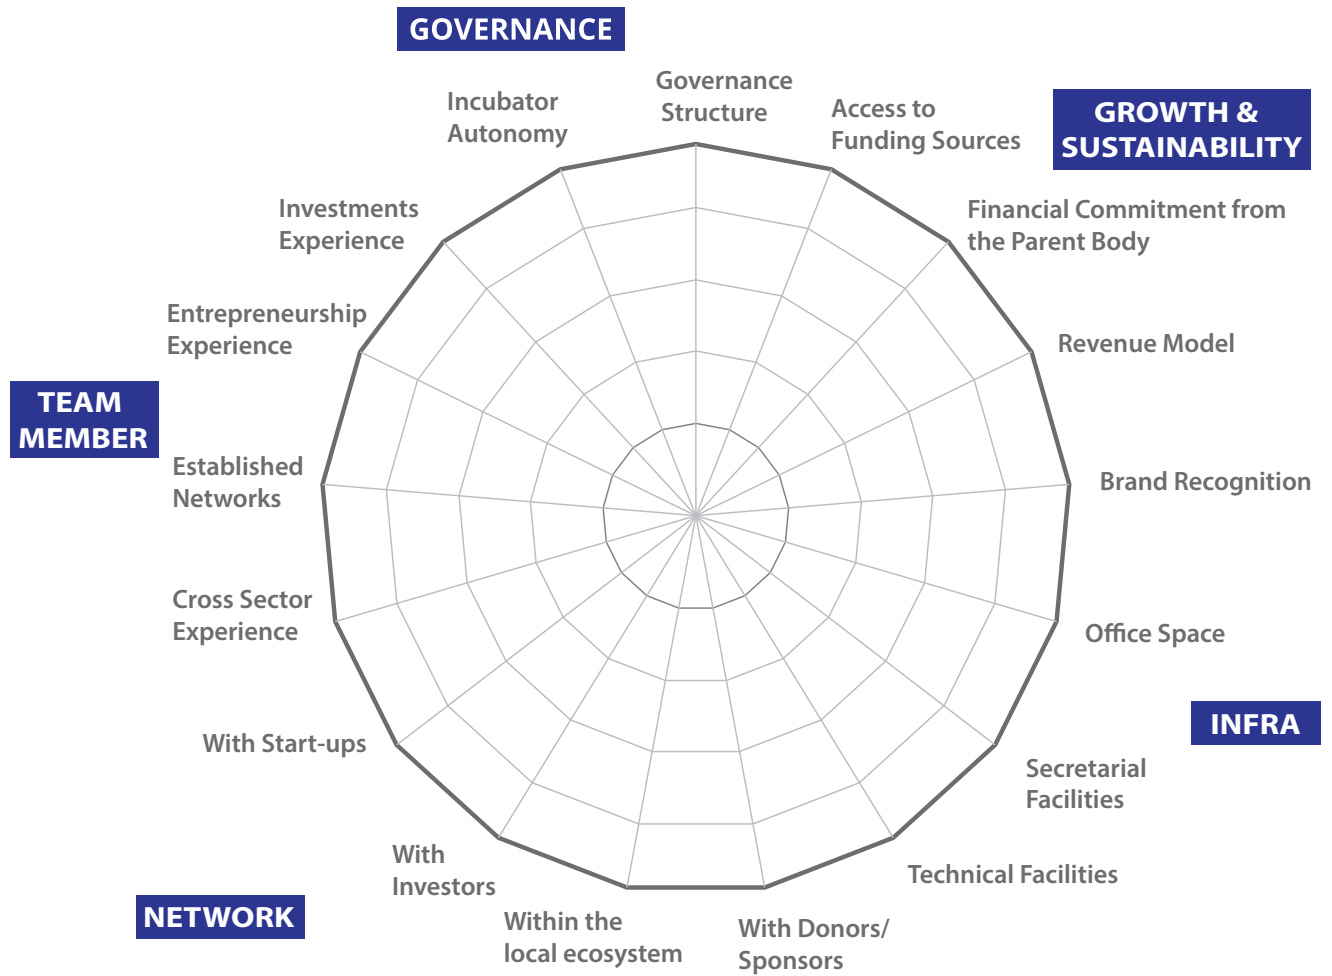 GOVERNANCE
Governance
Structure
Incubator
Autonomy
Access to
Funding Sources
GROWTH &
SUSTAINABILITY
Investments
Experience
Financial Commitment from
the Parent Body
Entrepreneurship
Experience
Revenue Model
TEAM
MEMBER
Established
Networks
Brand Recognition
Cross Sector
Experience
Office Space
INFRA
With Start-ups
Secretarial
Facilities
With
Investors
Technical Facilities
NETWORK
Within the
local ecosystem
With Donors/
Sponsors